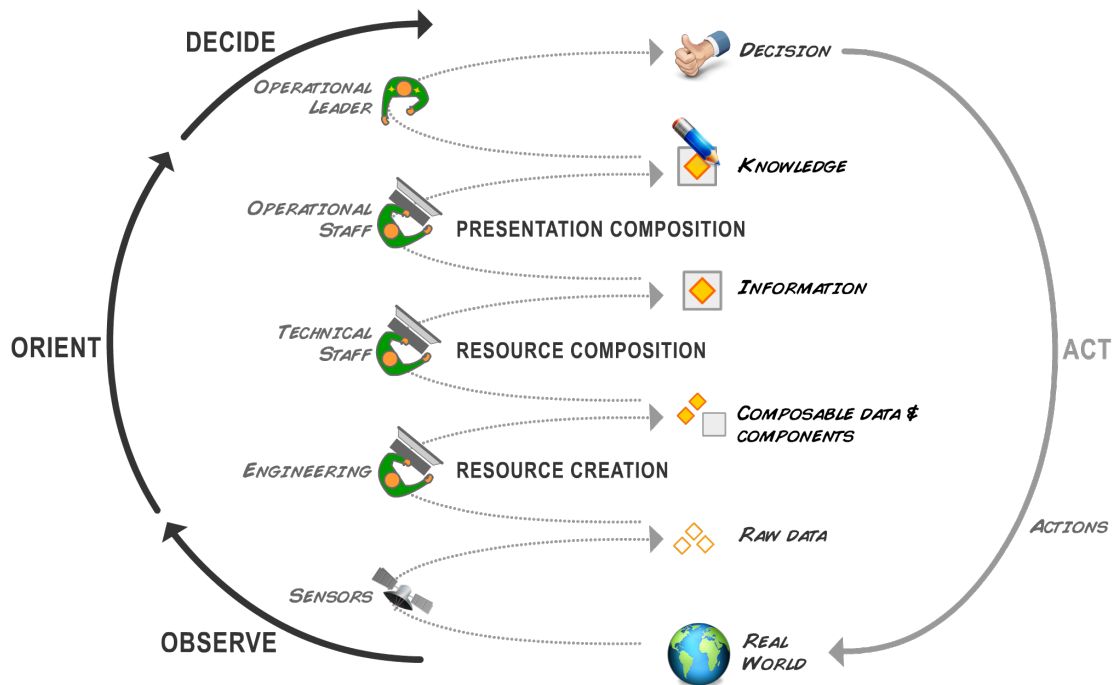 DECIDE
DECISION
OPERATIONAL
LEADER
KNOWLEDGE
OPERATIONAL
STAFF
PRESENTATION COMPOSITION
INFORMATION
ORIENT
TECHNICAL
STAFF
RESOURCE COMPOSITION
ACT
COMPOSABLE DATA &
COMPONENTS
ENGINEERING
RESOURCE CREATION
RAW DATA
ACTIONS
SENSORS
OBSERVE
REAL
WORLD